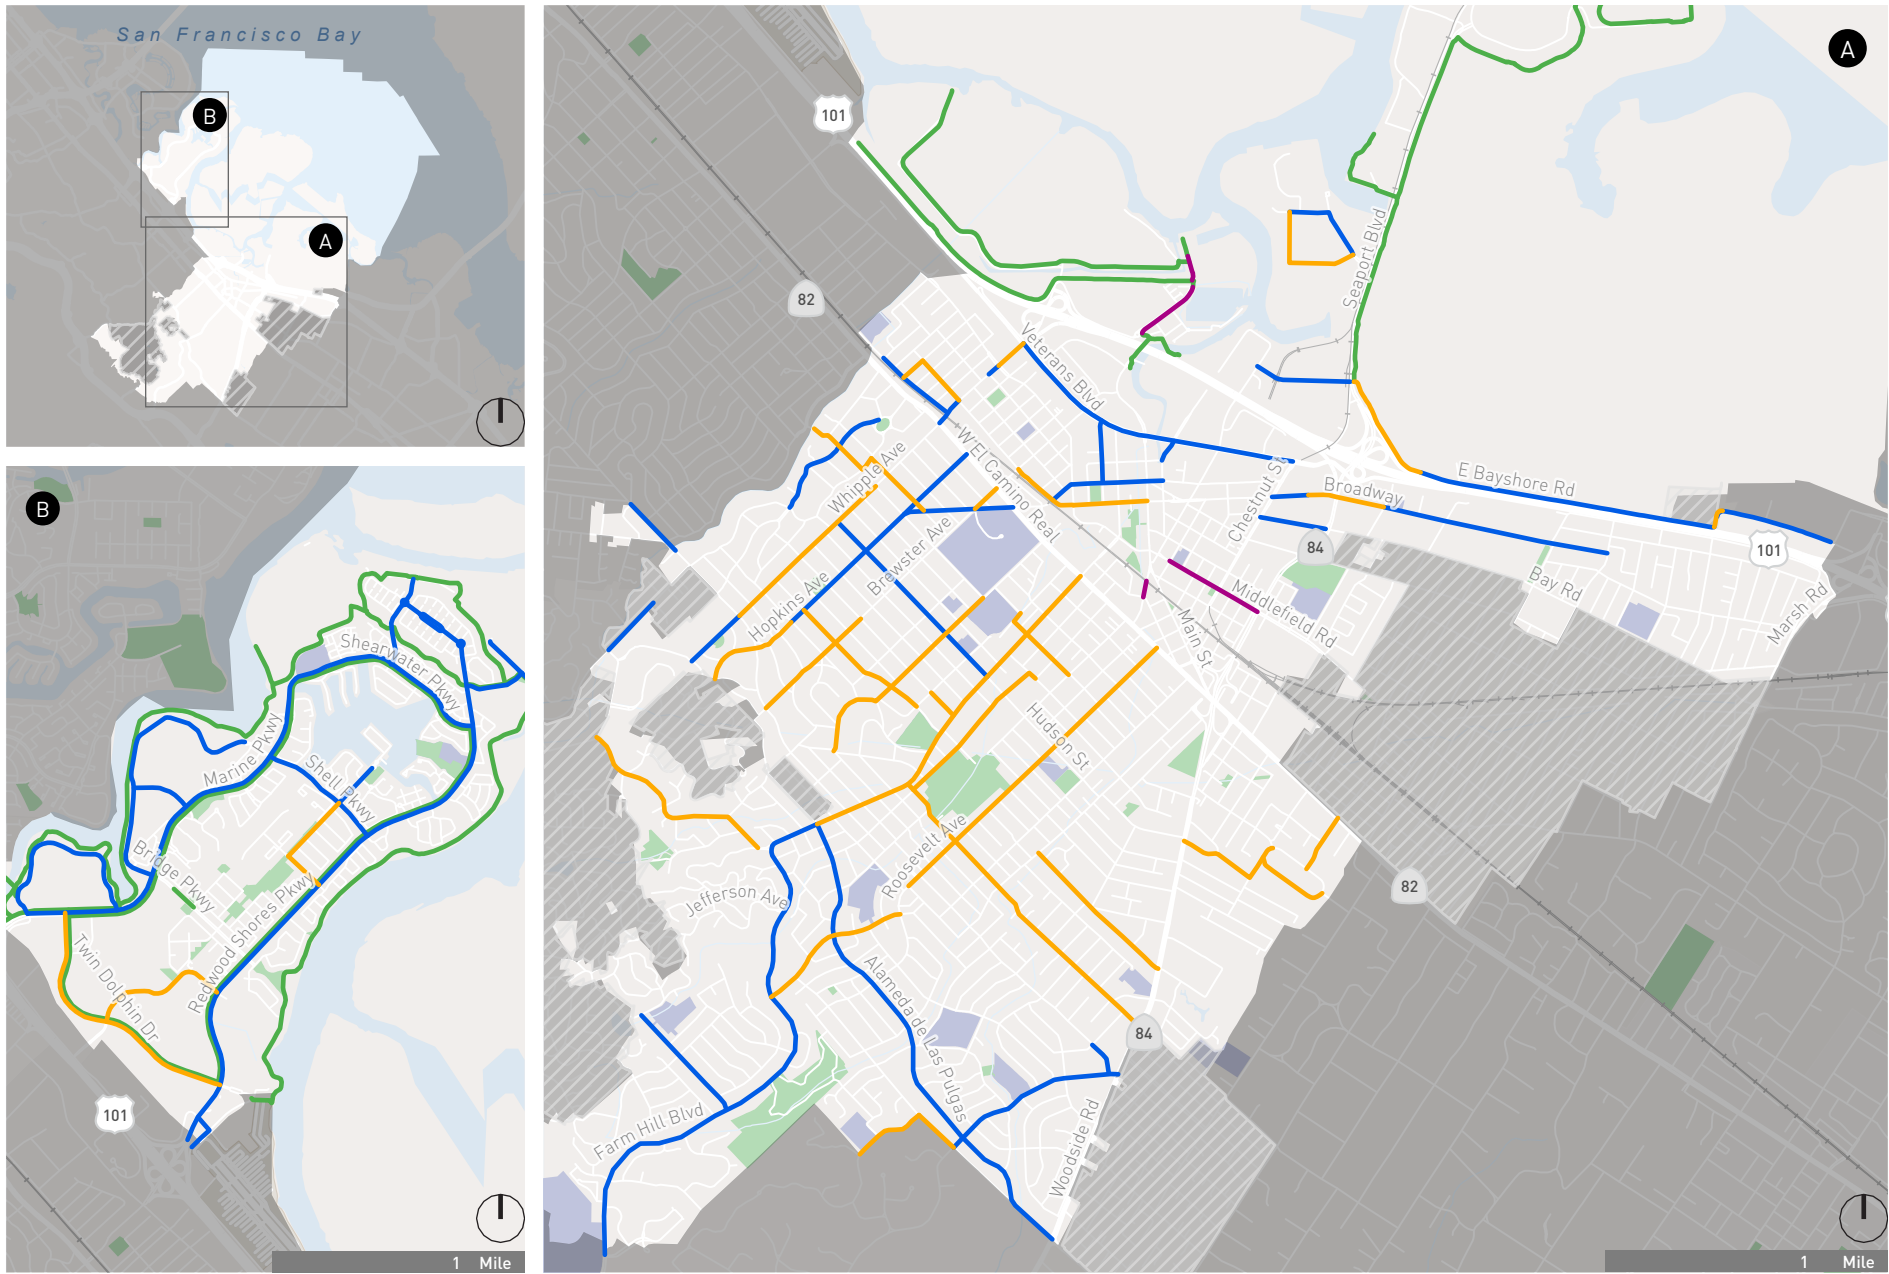 San Francisco Bay
B
A
B
Shearwater Pkwy
Marine Pkwy
Shell Pkwy
Bridge Pkwy
Redwood Shores Pkwy
Twin Dolphin Dr
101
1 Mile
A
101
82
Seaport Blvd
Veterans Blvd
W El Camino Real
Whipple Ave
Chestnut St
Broadway
E Bayshore Rd
84
101
Brewster Ave
Hopkins Ave
Middlefield Rd
Main St
Bay Rd
Marsh Rd
Hudson St
Roosevelt Ave
Jefferson Ave
82
Alameda de Las Pulgas
84
Farm Hill Blvd
Woodside Rd
1 Mile